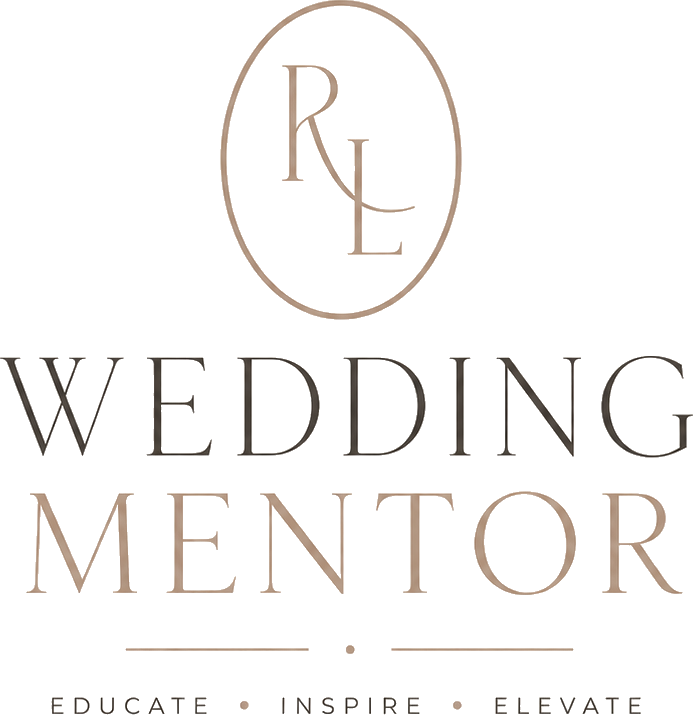 RL
WEDDING
MENTOR
EDUCATE • INSPIRE • ELEVATE